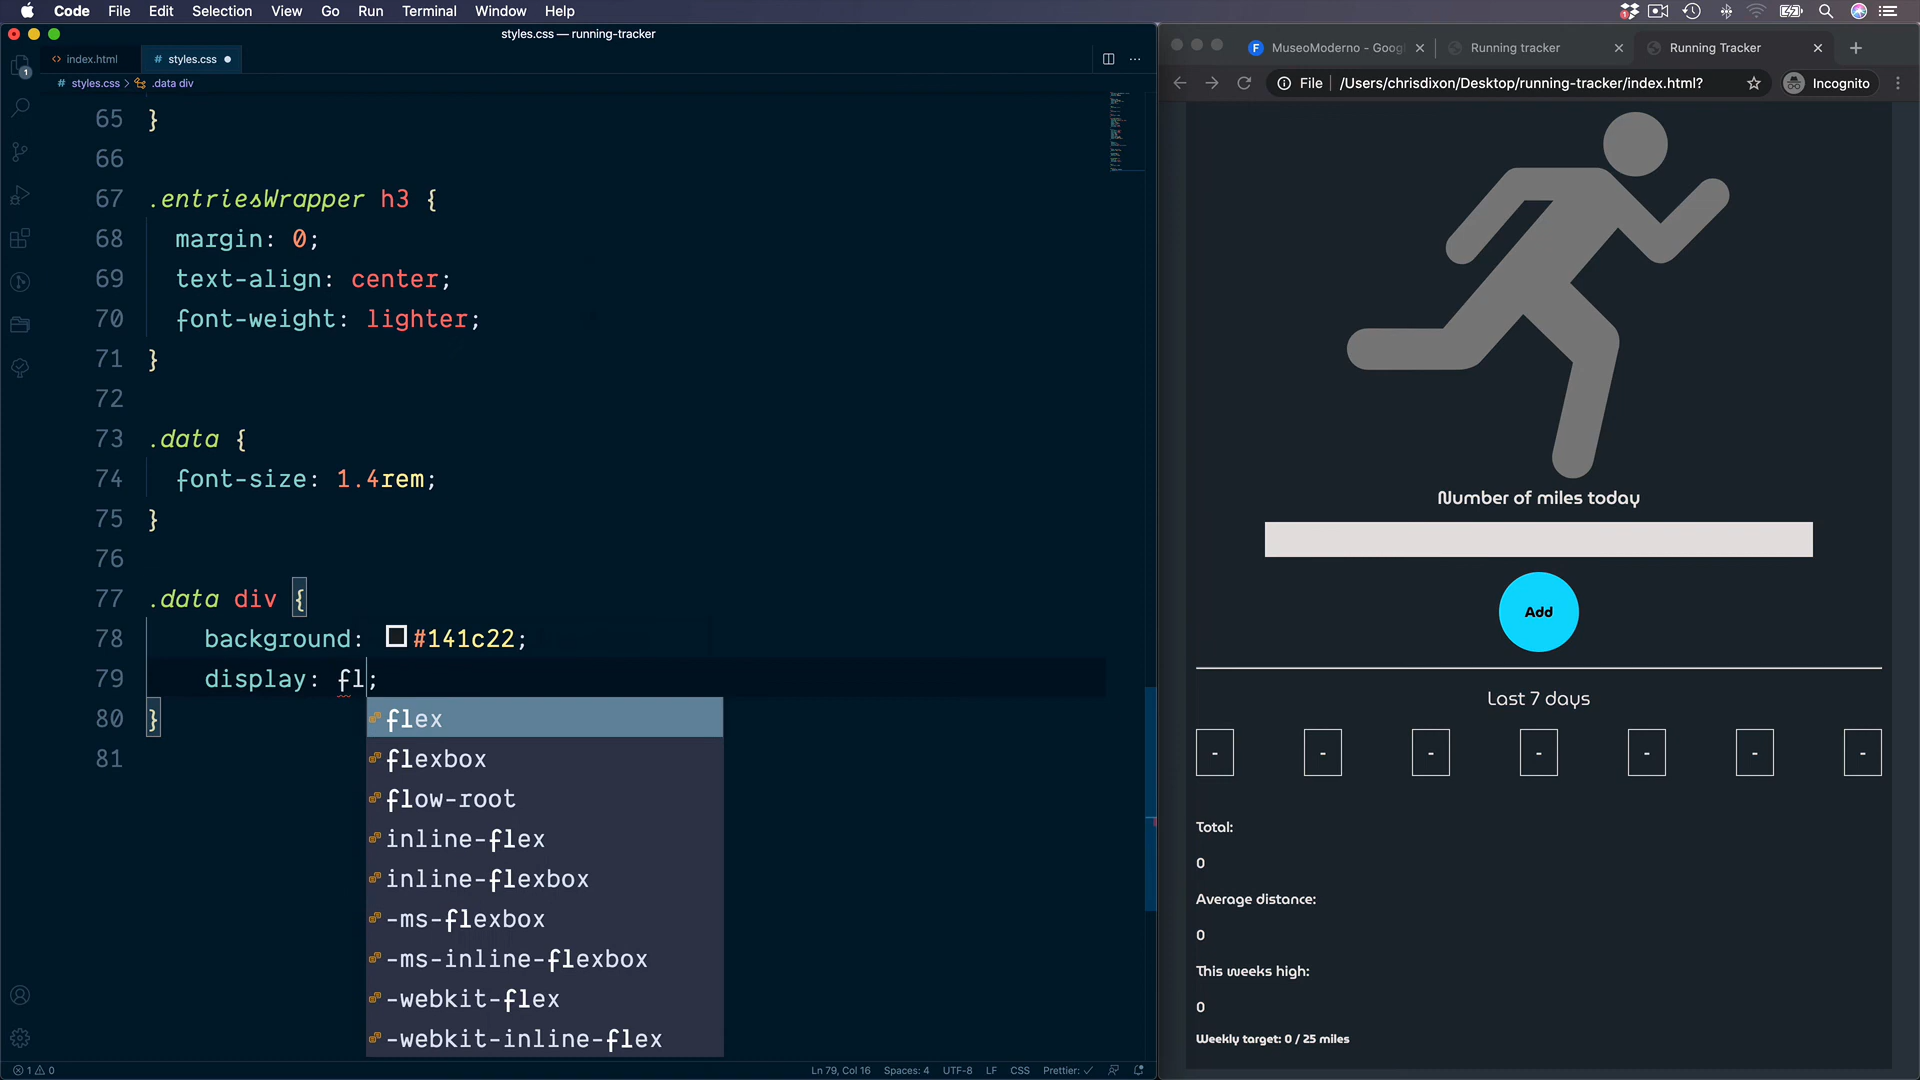 Code File Edit Selection View Go Run Terminal Window Help
styles.css — running-tracker
index.html
# styles.css
# styles.css > .data div
65 }
66
67 .entriesWrapper h3 {
68 margin: 0;
69 text-align: center;
70 font-weight: lighter;
71 }
72
73 .data {
74 font-size: 1.4rem;
75 }
76
77 .data div {
78 background: #141c22;
79 display: fl;
80 }
81
flex
flexbox
flow-root
inline-flex
inline-flexbox
-ms-flexbox
-ms-inline-flexbox
-webkit-flex
-webkit-inline-flex
1
1 0
Ln 79, Col 16 Spaces: 4 UTF-8 LF CSS Prettier: ✓
MuseoModerno - Googl
Running tracker
Running Tracker
File /Users/chrisdixon/Desktop/running-tracker/index.html?
Incognito
Number of miles today
Add
Last 7 days
- - - - - - -
Total:
0
Average distance:
0
This weeks high:
0
Weekly target: 0 / 25 miles